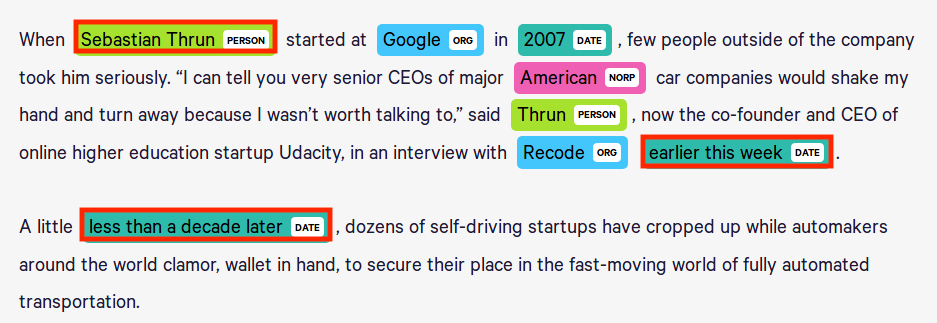 When Sebastian Thrun PERSON started at Google ORG in 2007 DATE , few people outside of the company
took him seriously. “I can tell you very senior CEOs of major American NORP car companies would shake my
hand and turn away because I wasn’t worth talking to,” said Thrun PERSON , now the co-founder and CEO of
online higher education startup Udacity, in an interview with Recode ORG earlier this week DATE .
A little less than a decade later DATE , dozens of self-driving startups have cropped up while automakers
around the world clamor, wallet in hand, to secure their place in the fast-moving world of fully automated
transportation.